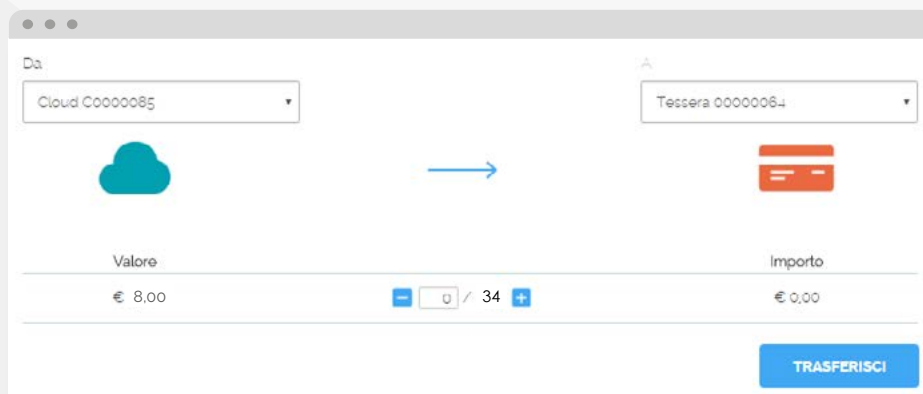 Da A
Cloud C0000085 Tessera 00000064
Valore Importo
€ 8,00 0 / 34 € 0,00
TRASFERISCI